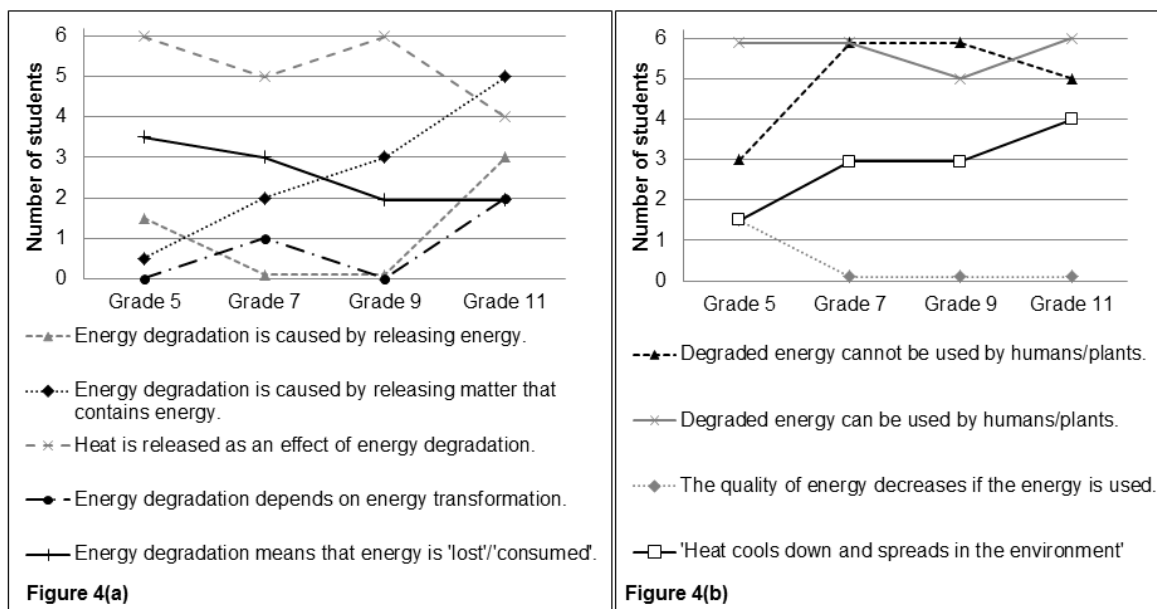 Number of students
6
5
4
3
2
1
0
Grade 5 Grade 7 Grade 9 Grade 11
Energy degradation is caused by releasing energy.
Energy degradation is caused by releasing matter that
contains energy.
Heat is released as an effect of energy degradation.
Energy degradation depends on energy transformation.
Energy degradation means that energy is 'lost'/'consumed'.
Figure 4(a)
Number of students
6
5
4
3
2
1
0
Grade 5 Grade 7 Grade 9 Grade 11
Degraded energy cannot be used by humans/plants.
Degraded energy can be used by humans/plants.
The quality of energy decreases if the energy is used.
'Heat cools down and spreads in the environment'
Figure 4(b)